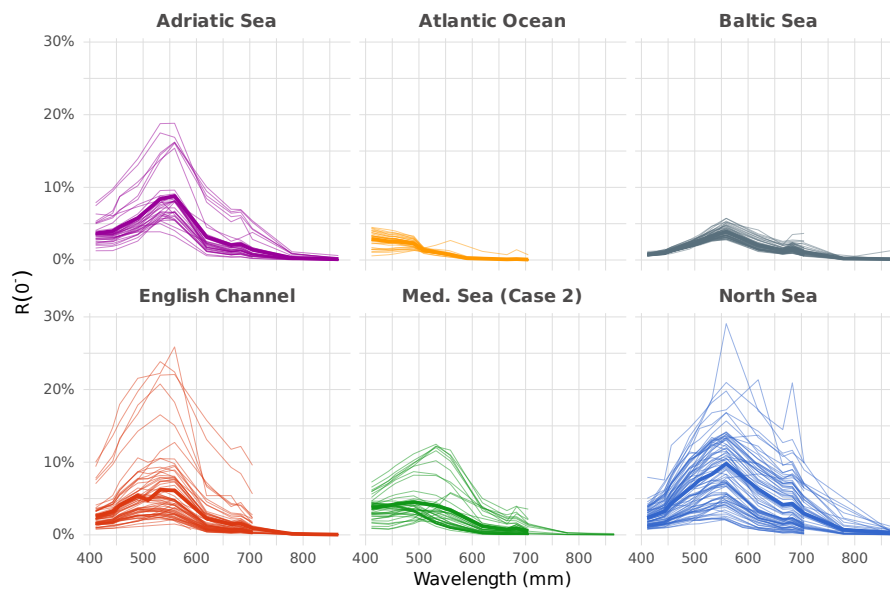 Adriatic Sea Atlantic Ocean Baltic Sea
30%
20%
10%
0%
English Channel Med. Sea (Case 2) North Sea
30%
20%
10%
0%
400 500 600 700 800 400 500 600 700 800 400 500 600 700 800
Wavelength (mm)
R(0⁻)